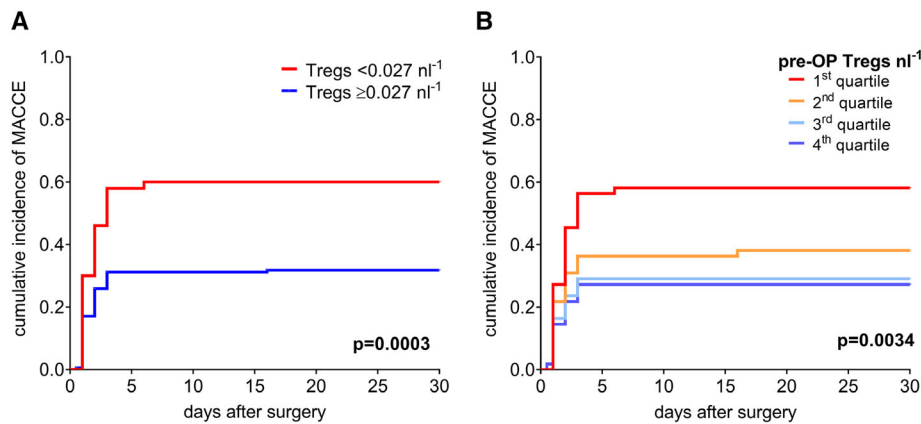 A
cumulative incidence of MACCE
1.0
0.8
0.6
0.4
0.2
0.0
Tregs <0.027 nl⁻¹
Tregs ≥0.027 nl⁻¹
p=0.0003
0 5 10 15 20 25 30
days after surgery
B
cumulative incidence of MACCE
1.0
0.8
0.6
0.4
0.2
0.0
pre-OP Tregs nl⁻¹
1st quartile
2nd quartile
3rd quartile
4th quartile
p=0.0034
0 5 10 15 20 25 30
days after surgery